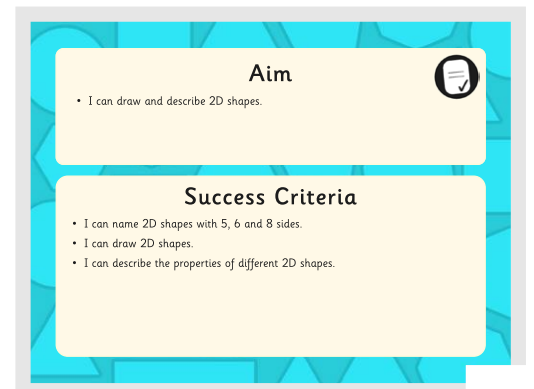 Aim
• I can draw and describe 2D shapes.
Success Criteria
• I can name 2D shapes with 5, 6 and 8 sides.
• I can draw 2D shapes.
• I can describe the properties of different 2D shapes.